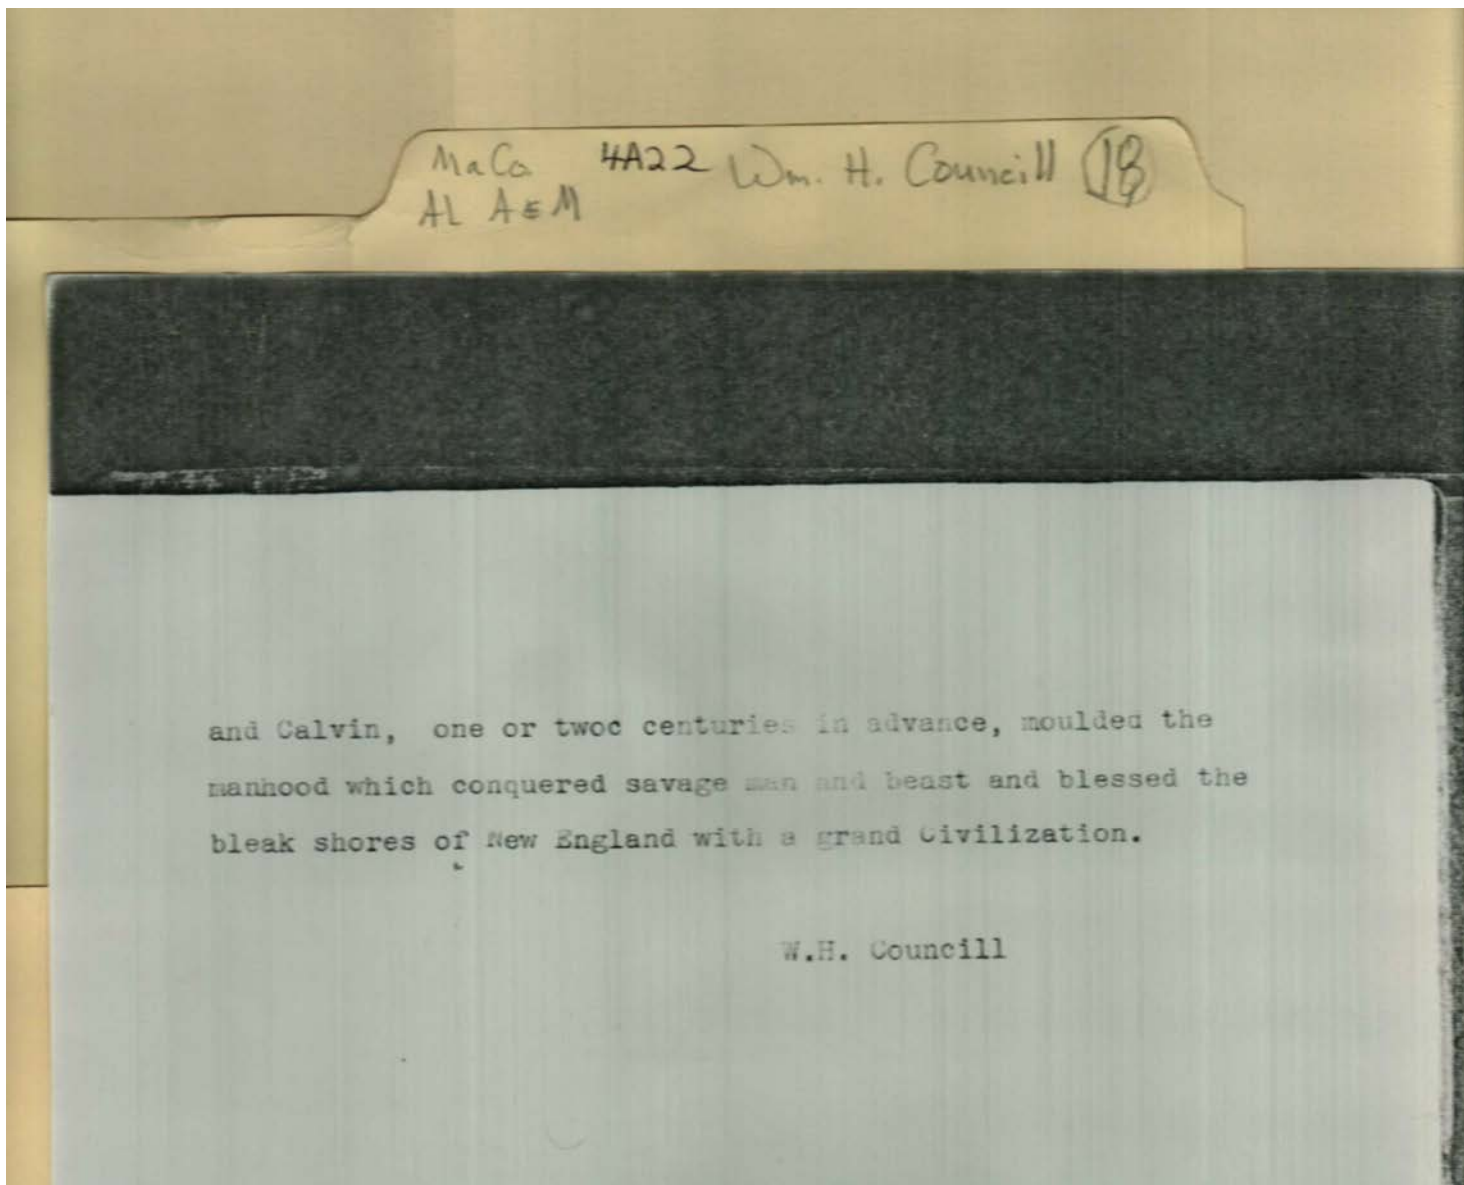 MaCo 4A22 Wm. H. Councill 18
AL A&M
and Calvin, one or twoc centuries in advance, moulded the
manhood which conquered savage man and beast and blessed the
bleak shores of New England with a grand Civilization.
W.H. Councill